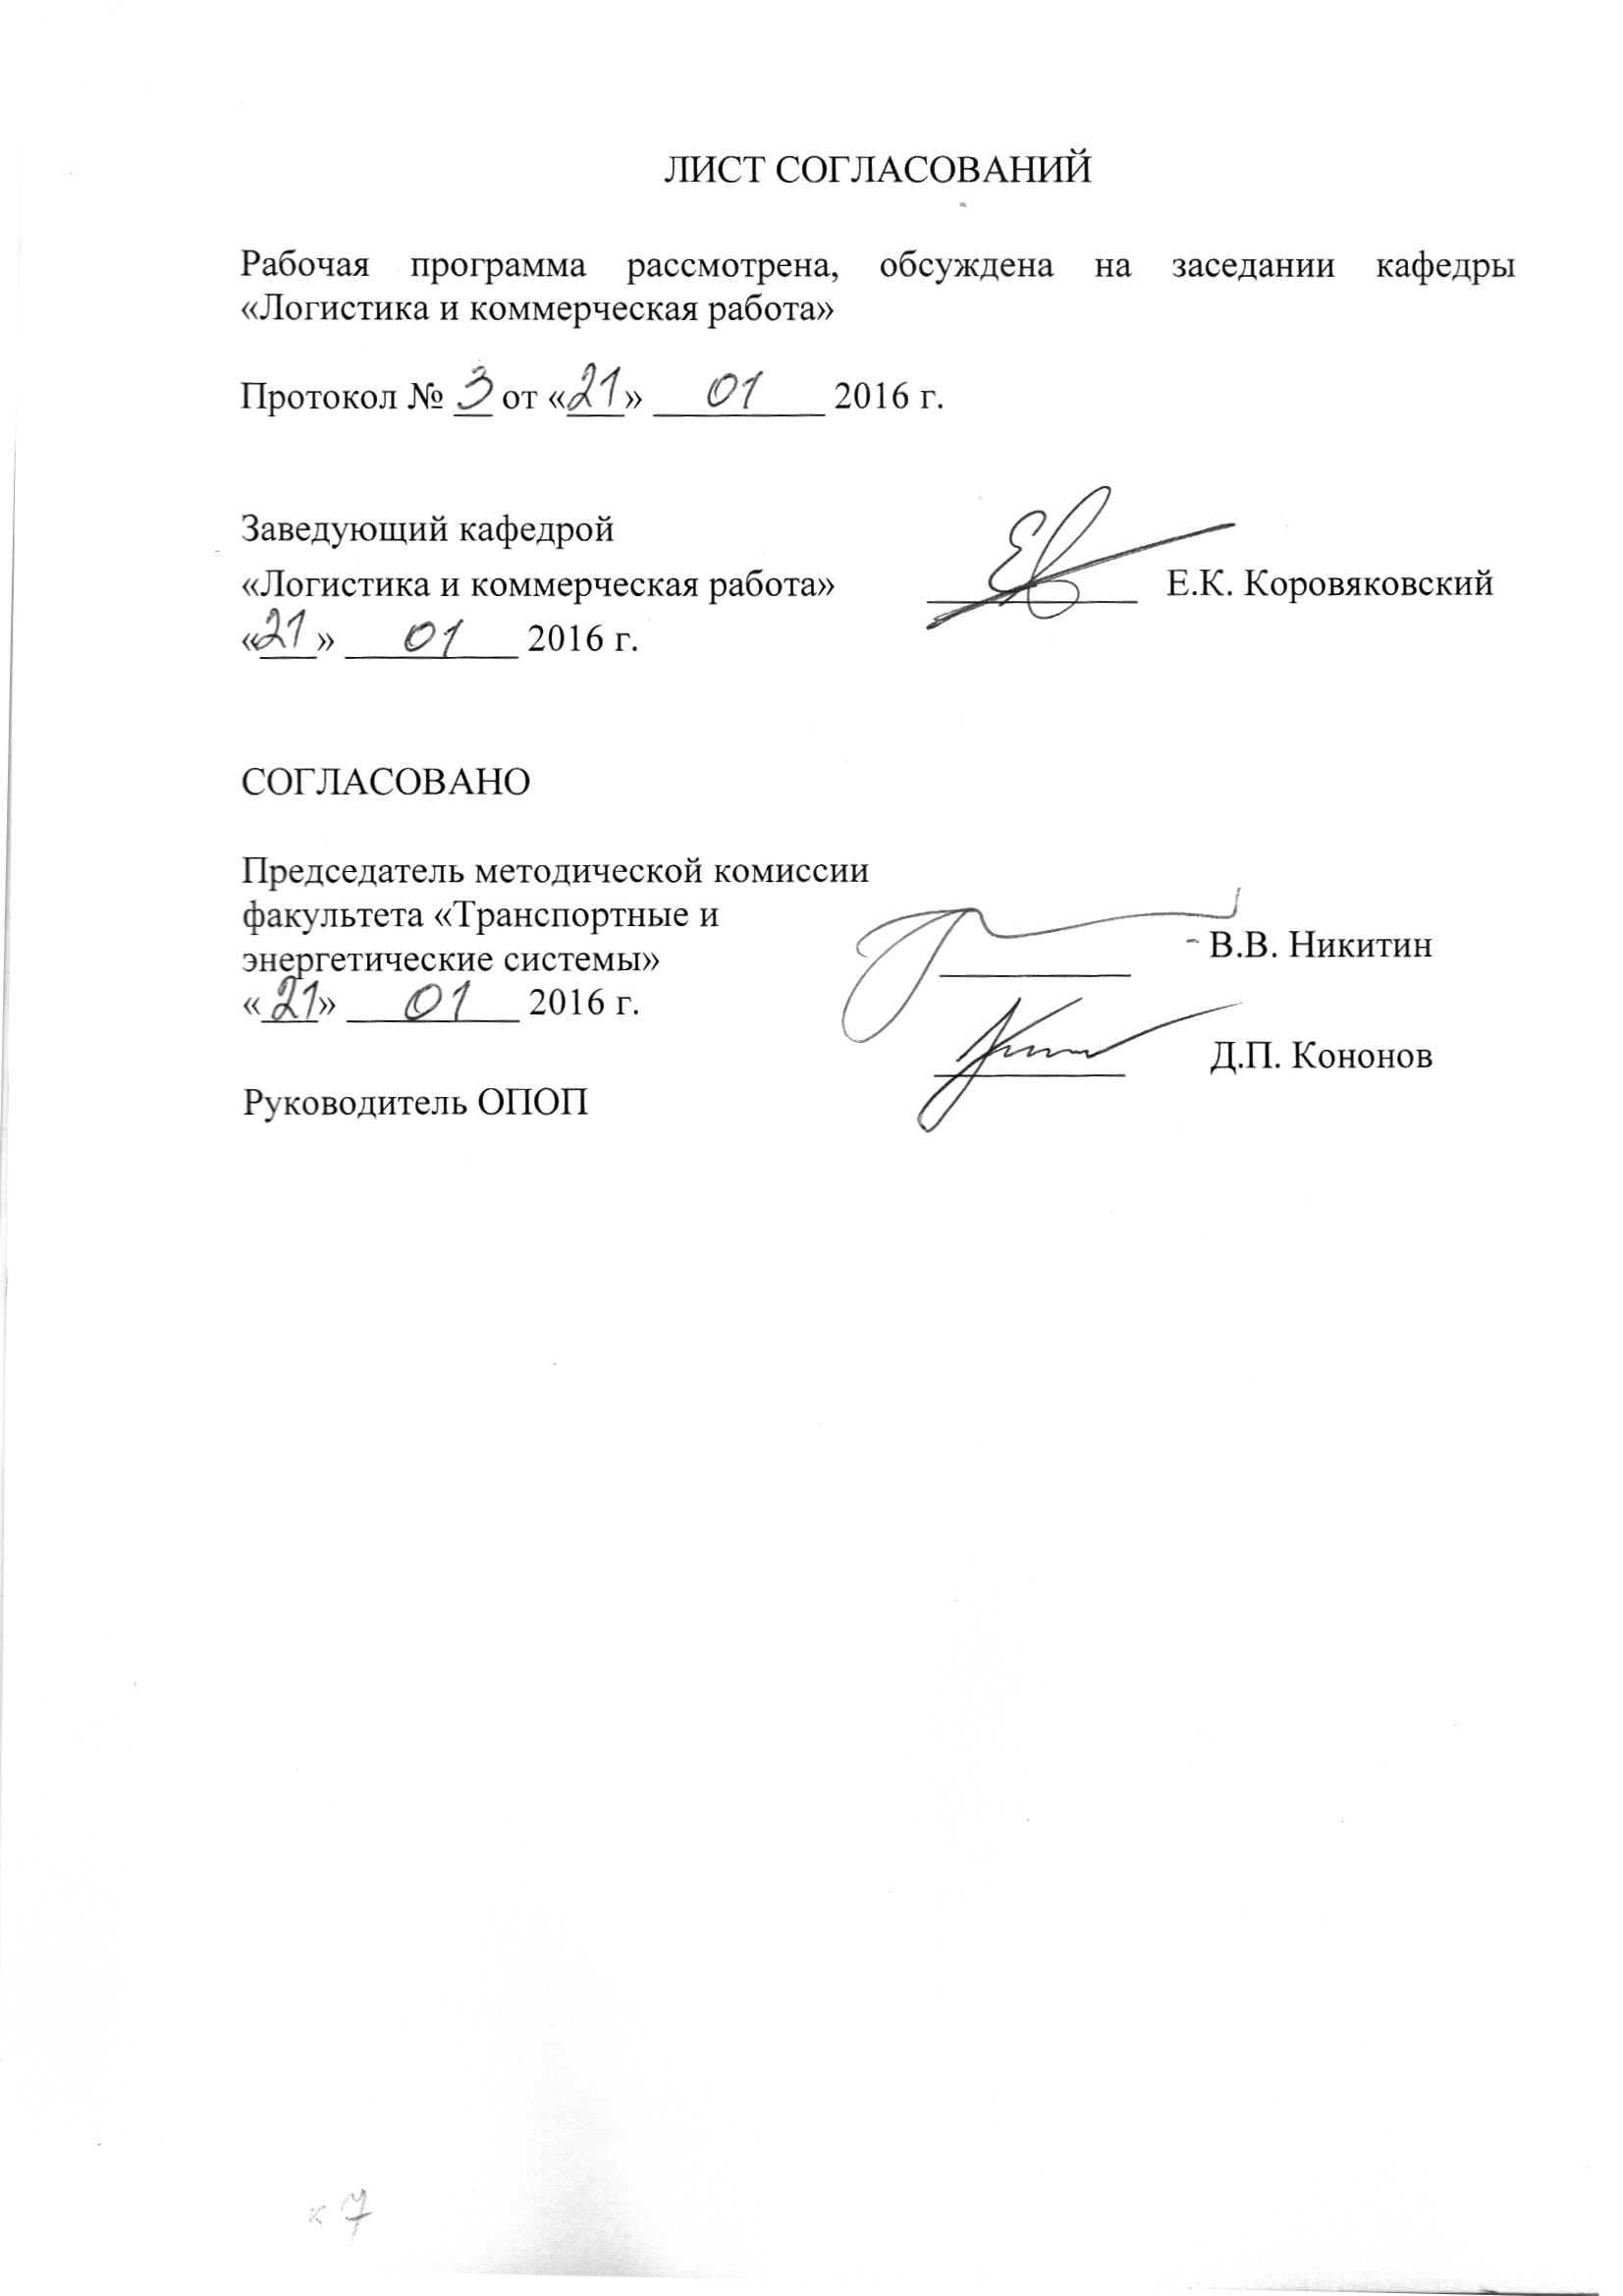 ЛИСТ СОГЛАСОВАНИЙ
Рабочая программа рассмотрена, обсуждена на заседании кафедры
«Логистика и коммерческая работа»
Протокол № 3 от «21» 01 2016 г.
Заведующий кафедрой
«Логистика и коммерческая работа» Е.К. Коровяковский
«21» 01 2016 г.
СОГЛАСОВАНО
Председатель методической комиссии
факультета «Транспортные и
энергетические системы» В.В. Никитин
«21» 01 2016 г.
Д.П. Кононов
Руководитель ОПОП
к 7